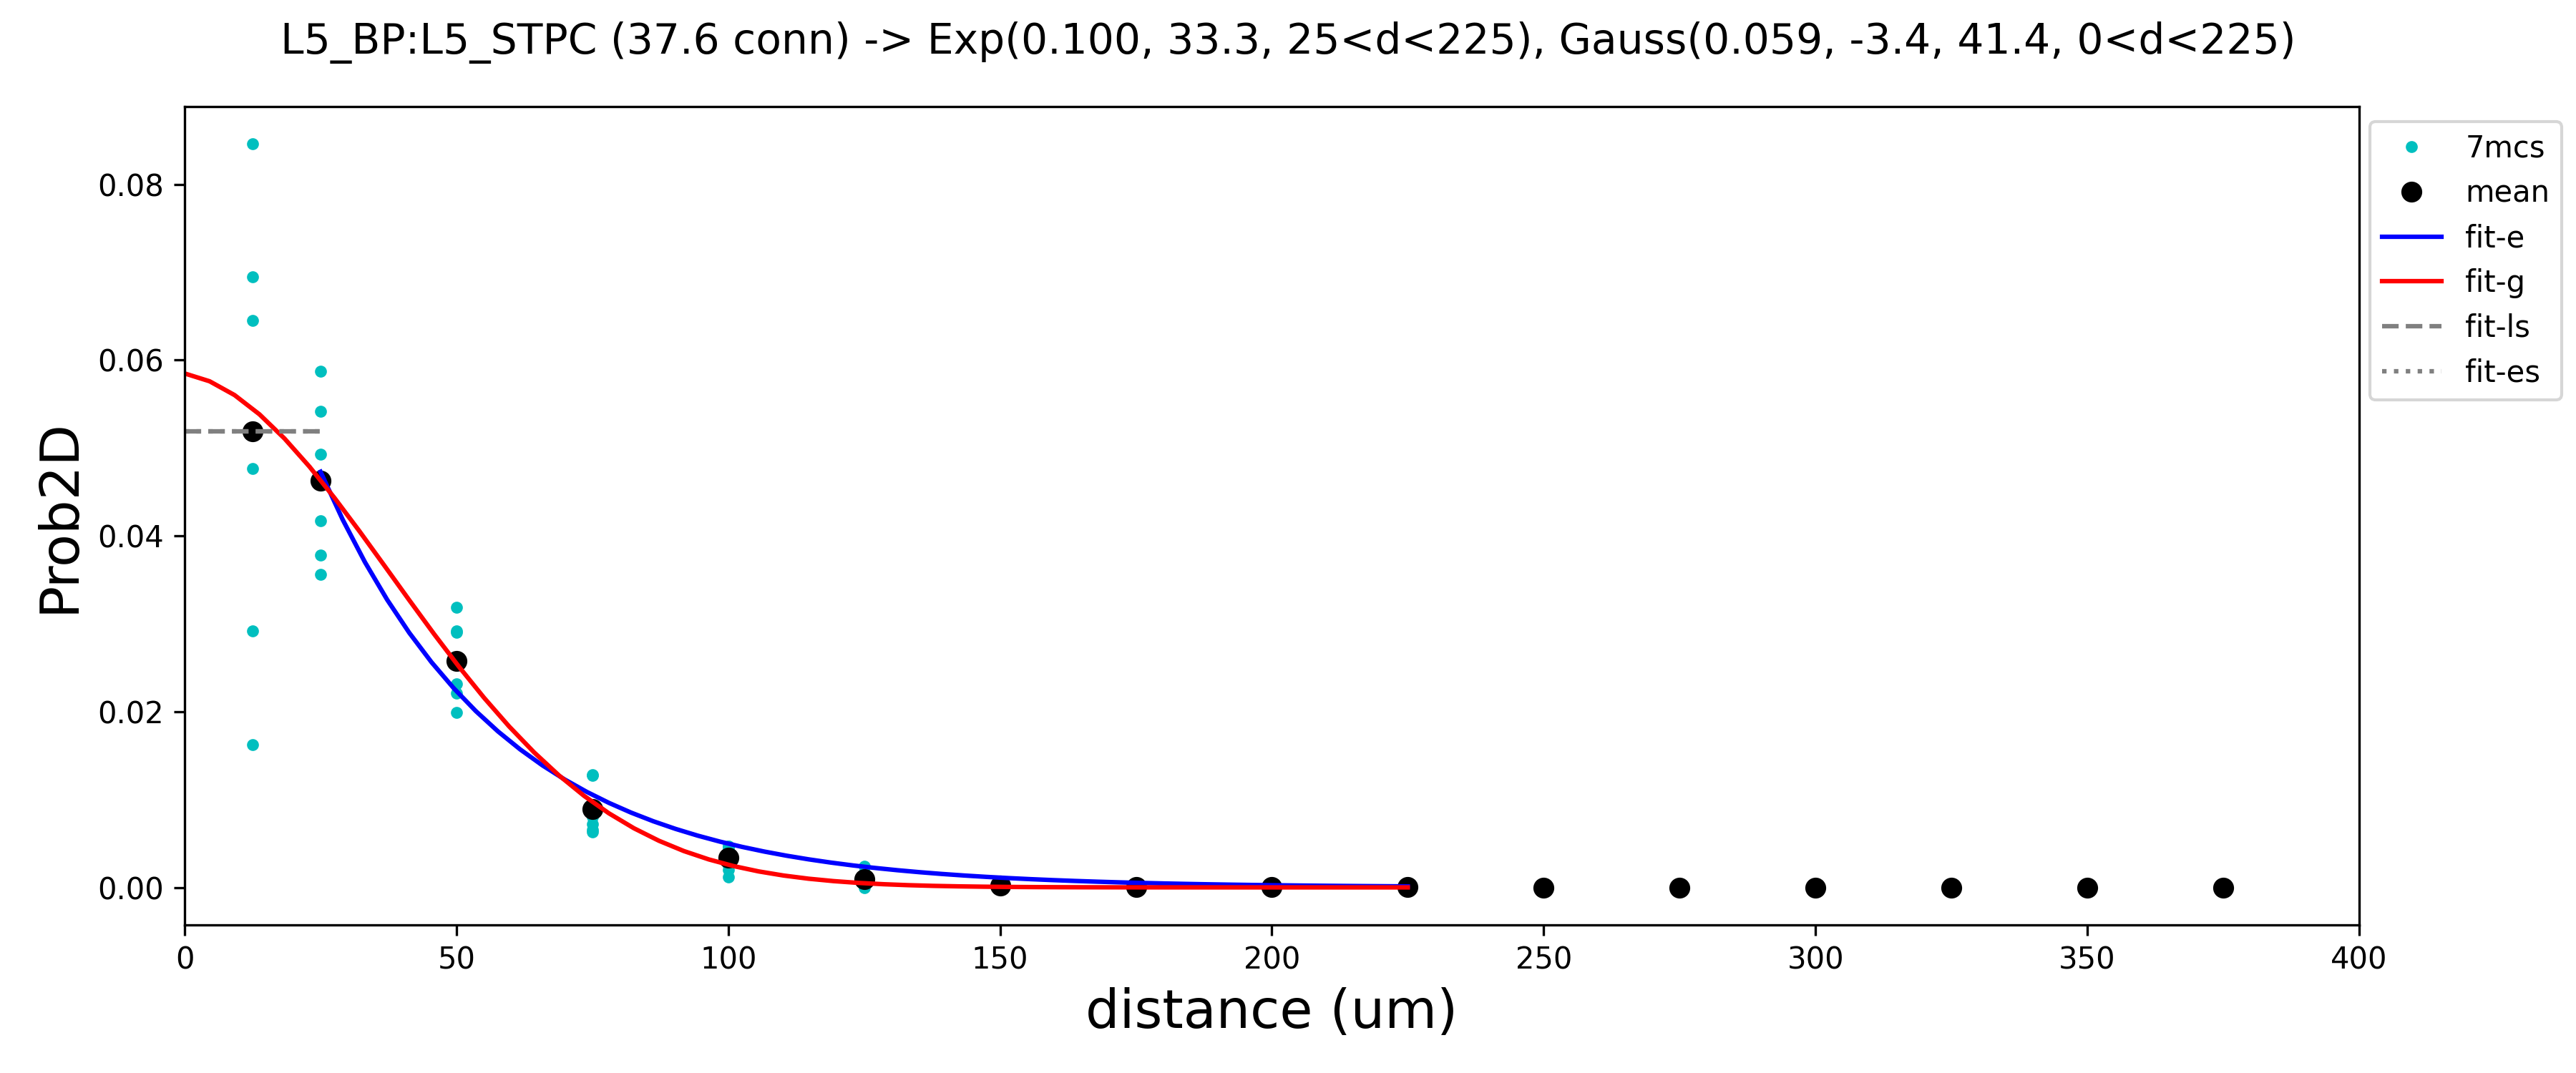 L5_BP:L5_STPC (37.6 conn) -> Exp(0.100, 33.3, 25<d<225), Gauss(0.059, -3.4, 41.4, 0<d<225)
7mcs
mean
fit-e
fit-g
fit-ls
fit-es
Prob2D
0.08
0.06
0.04
0.02
0.00
0 50 100 150 200 250 300 350 400
distance (um)